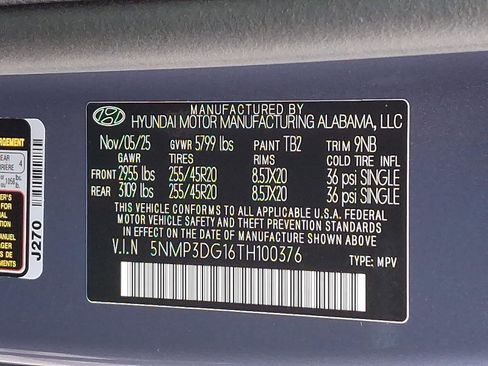 MANUFACTURED BY
HYUNDAI MOTOR MANUFACTURING ALABAMA, LLC
Nov/05/25 GVWR 5799 lbs PAINT TB2 TRIM 9NB
GAWR TIRES RIMS COLD TIRE INFL
FRONT 2955 lbs 255/45R20 8.5JX20 36 psi SINGLE
REAR 3109 lbs 255/45R20 8.5JX20 36 psi SINGLE
THIS VEHICLE CONFORMS TO ALL APPLICABLE U.S.A. FEDERAL
MOTOR VEHICLE SAFETY, BUMPER, AND THEFT PREVENTION STANDARDS
IN EFFECT ON THE DATE OF MANUFACTURE SHOWN ABOVE.
V.I.N 5NMP3DG16TH100376
TYPE: MPV
4
MANUEL
J270